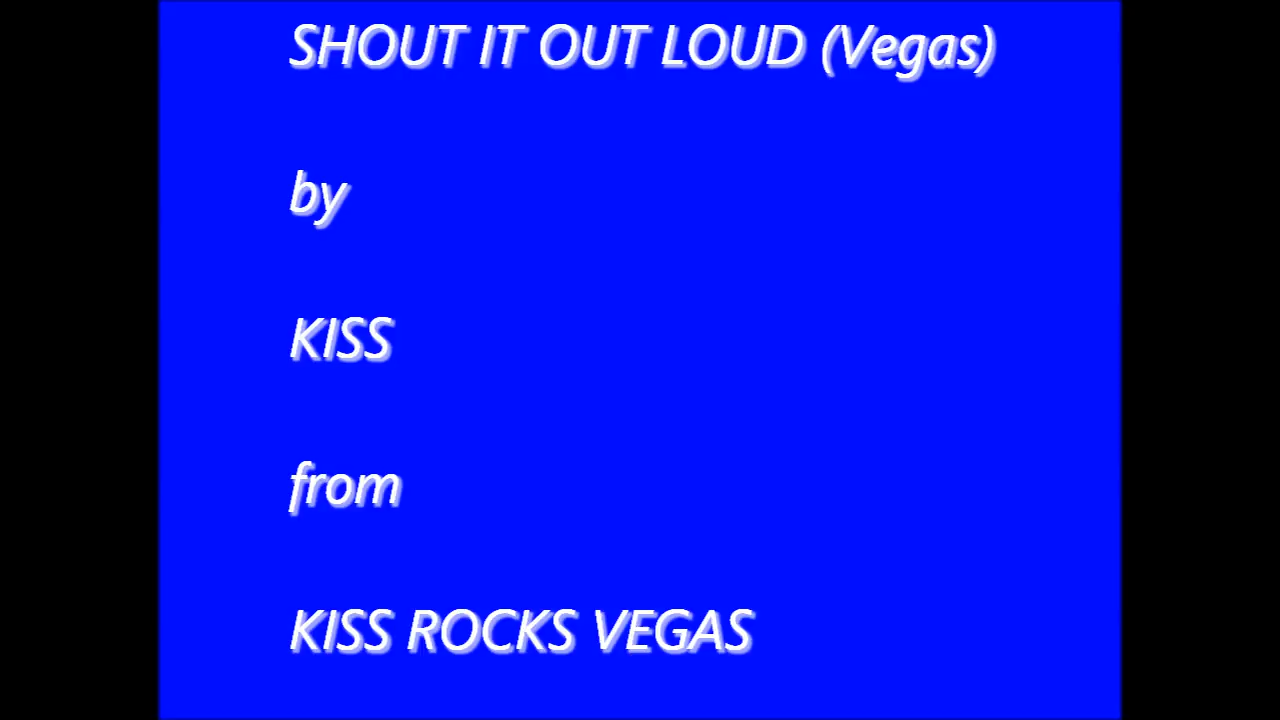 SHOUT IT OUT LOUD (Vegas)
by
KISS
from
KISS ROCKS VEGAS